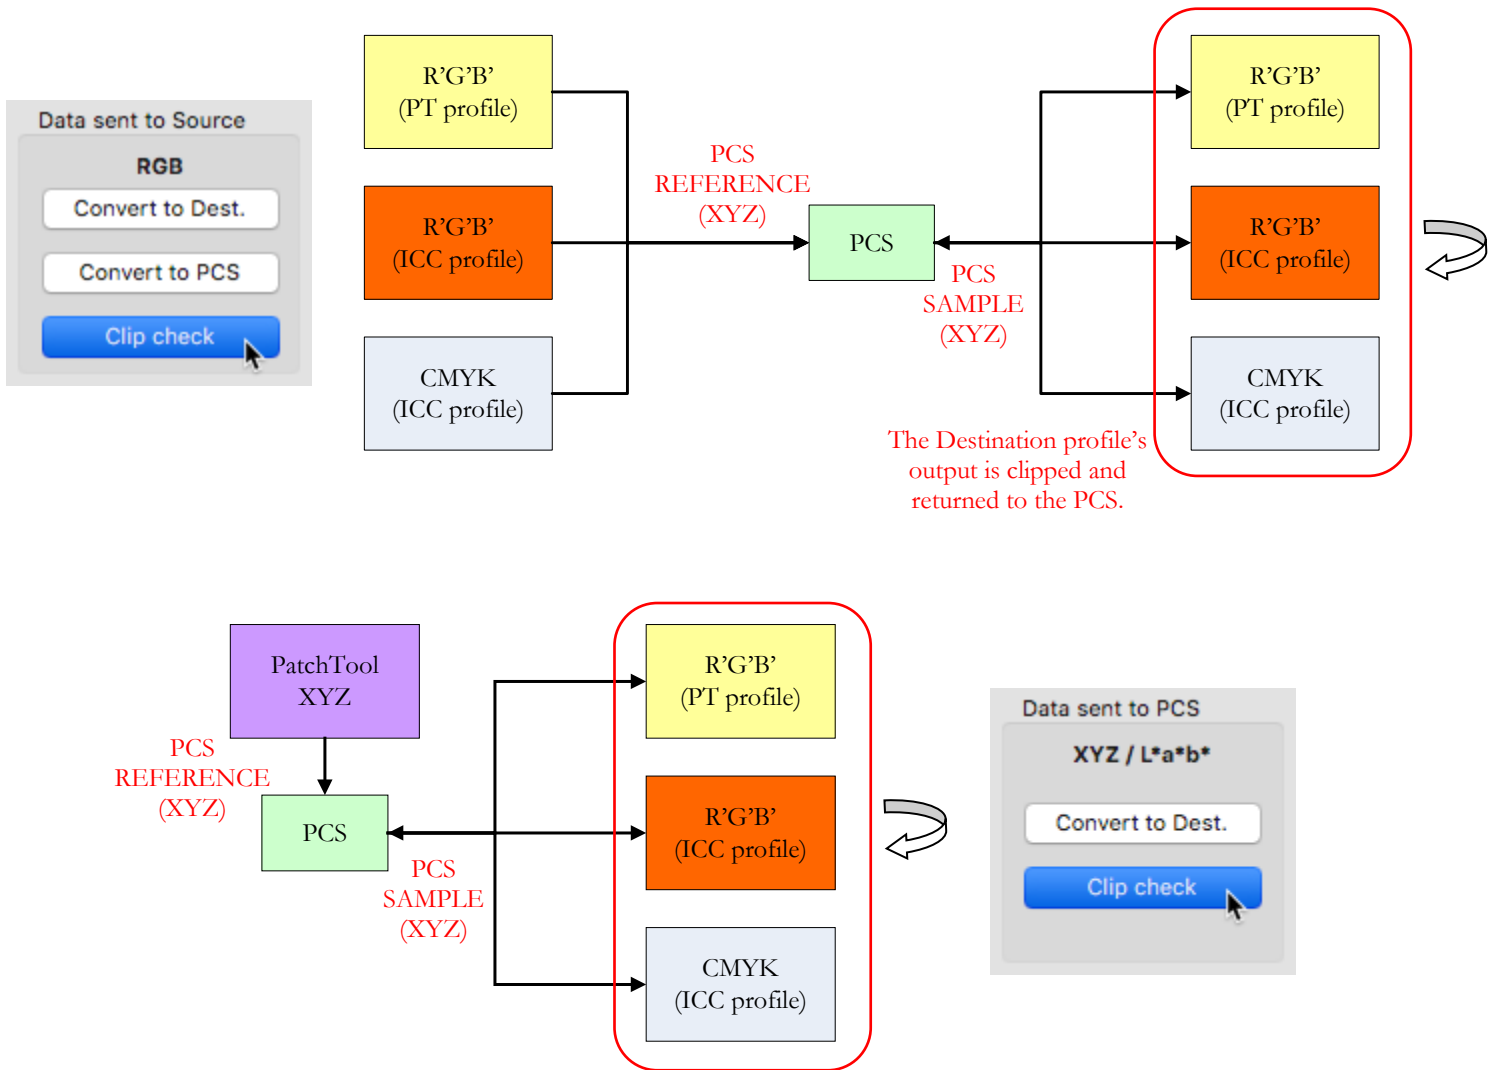 Data sent to Source
RGB
Convert to Dest.
Convert to PCS
Clip check
R’G’B’
(PT profile)
R’G’B’
(ICC profile)
CMYK
(ICC profile)
PCS
REFERENCE
(XYZ)
PCS
PCS
SAMPLE
(XYZ)
R’G’B’
(PT profile)
R’G’B’
(ICC profile)
CMYK
(ICC profile)
The Destination profile’s
output is clipped and
returned to the PCS.
PatchTool
XYZ
PCS
REFERENCE
(XYZ)
PCS
PCS
SAMPLE
(XYZ)
R’G’B’
(PT profile)
R’G’B’
(ICC profile)
CMYK
(ICC profile)
Data sent to PCS
XYZ / L*a*b*
Convert to Dest.
Clip check